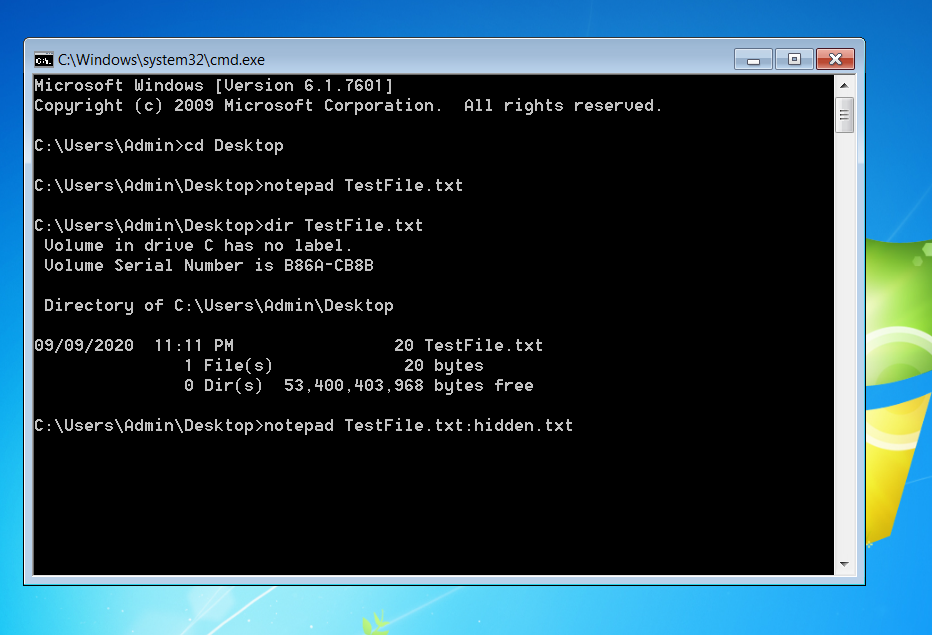 C:\Windows\system32\cmd.exe
Microsoft Windows [Version 6.1.7601]
Copyright (c) 2009 Microsoft Corporation.  All rights reserved.
C:\Users\Admin>cd Desktop
C:\Users\Admin\Desktop>notepad TestFile.txt
C:\Users\Admin\Desktop>dir TestFile.txt
 Volume in drive C has no label.
 Volume Serial Number is B86A-CB8B
 Directory of C:\Users\Admin\Desktop
09/09/2020  11:11 PM                20 TestFile.txt
               1 File(s)             20 bytes
               0 Dir(s)  53,400,403,968 bytes free
C:\Users\Admin\Desktop>notepad TestFile.txt:hidden.txt